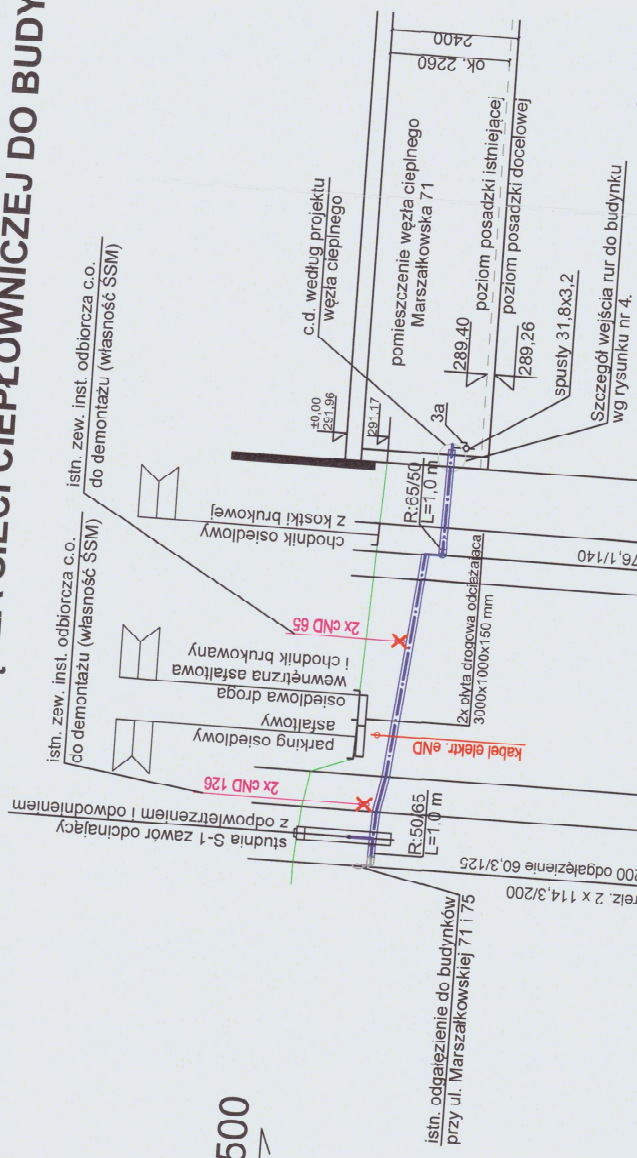 SIECI CIEPŁOWNICZEJ DO BUDY
istn. zew. inst. odbiorcza c.o.
do demontażu (własność SSM)
istn. zew. inst. odbiorcza c.o.
do demontażu (własność SSM)
c.d. według projektu
węzła cieplnego
pomieszczenie węzła cieplnego
Marszałkowska 71
ok. 2260
2400
poziom posadzki istniejącej
poziom posadzki docelowej
289,40
289,26
±0,00
291,96
291,17
3a
spusty 31,8x3,2
Szczegół wejścia rur do budynku
wg rysunku nr 4.
R:65/50
L=1,0 m
chodnik osiedlowy
z kostki brukowej
76,1/140
2x cND 65
2x płyta drogowa odciążająca
3000x1000x150 mm
osiedlowa droga
wewnętrzna asfaltowa
i chodnik brukowany
parking osiedlowy
asfaltowy
kabel elektr. eND
2x cND 126
studnia S-1 zawór odcinający
z odpowietrzeniem i odwodnieniem
R:50/65
L=1,0 m
200 odgałęzienie 60,3/125
reiz. 2 x 114,3/200
istn. odgałęzienie do budynków
przy ul. Marszałkowskiej 71 i 75
500